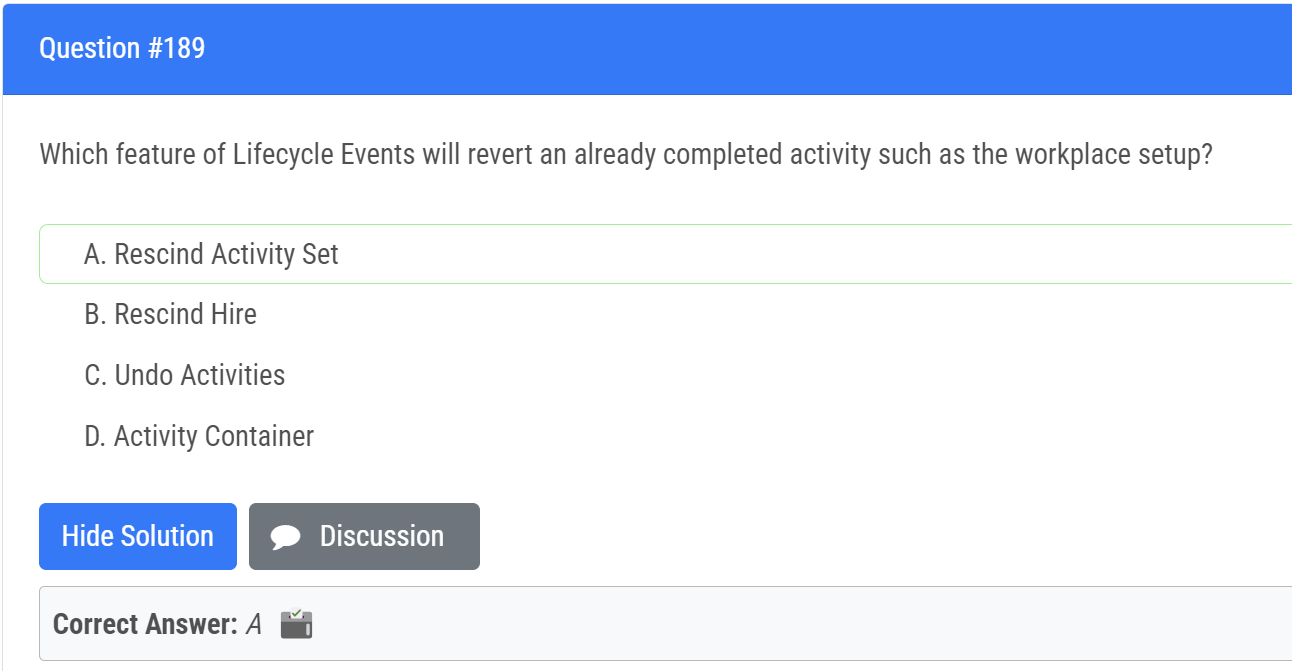 Question #189
Which feature of Lifecycle Events will revert an already completed activity such as the workplace setup?
A. Rescind Activity Set
B. Rescind Hire
C. Undo Activities
D. Activity Container
Hide Solution Discussion
Correct Answer: A